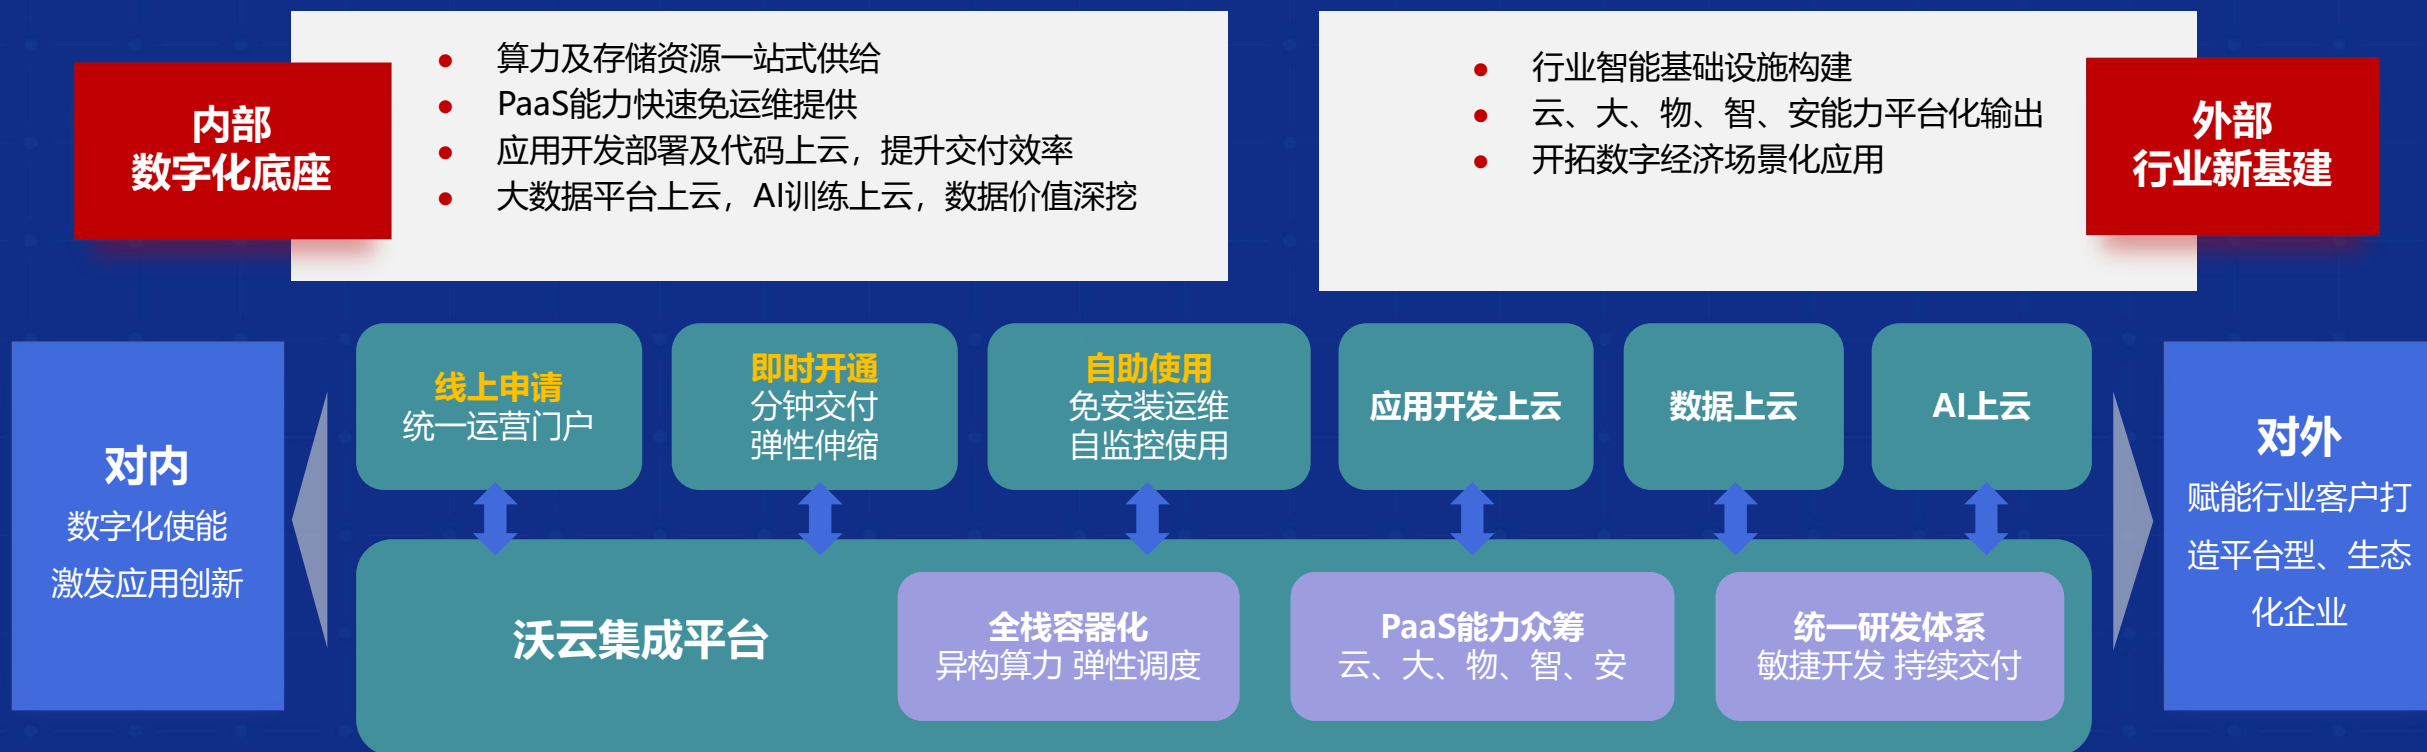 内部
数字化底座
算力及存储资源一站式供给
PaaS能力快速免运维提供
应用开发部署及代码上云，提升交付效率
大数据平台上云，AI训练上云，数据价值深挖
行业智能基础设施构建
云、大、物、智、安能力平台化输出
开拓数字经济场景化应用
外部
行业新基建
对内
数字化使能
激发应用创新
线上申请
统一运营门户
即时开通
分钟交付
弹性伸缩
自助使用
免安装运维
自监控使用
应用开发上云
数据上云
AI上云
沃云集成平台
全栈容器化
异构算力 弹性调度
PaaS能力众筹
云、大、物、智、安
统一研发体系
敏捷开发 持续交付
对外
赋能行业客户打
造平台型、生态
化企业